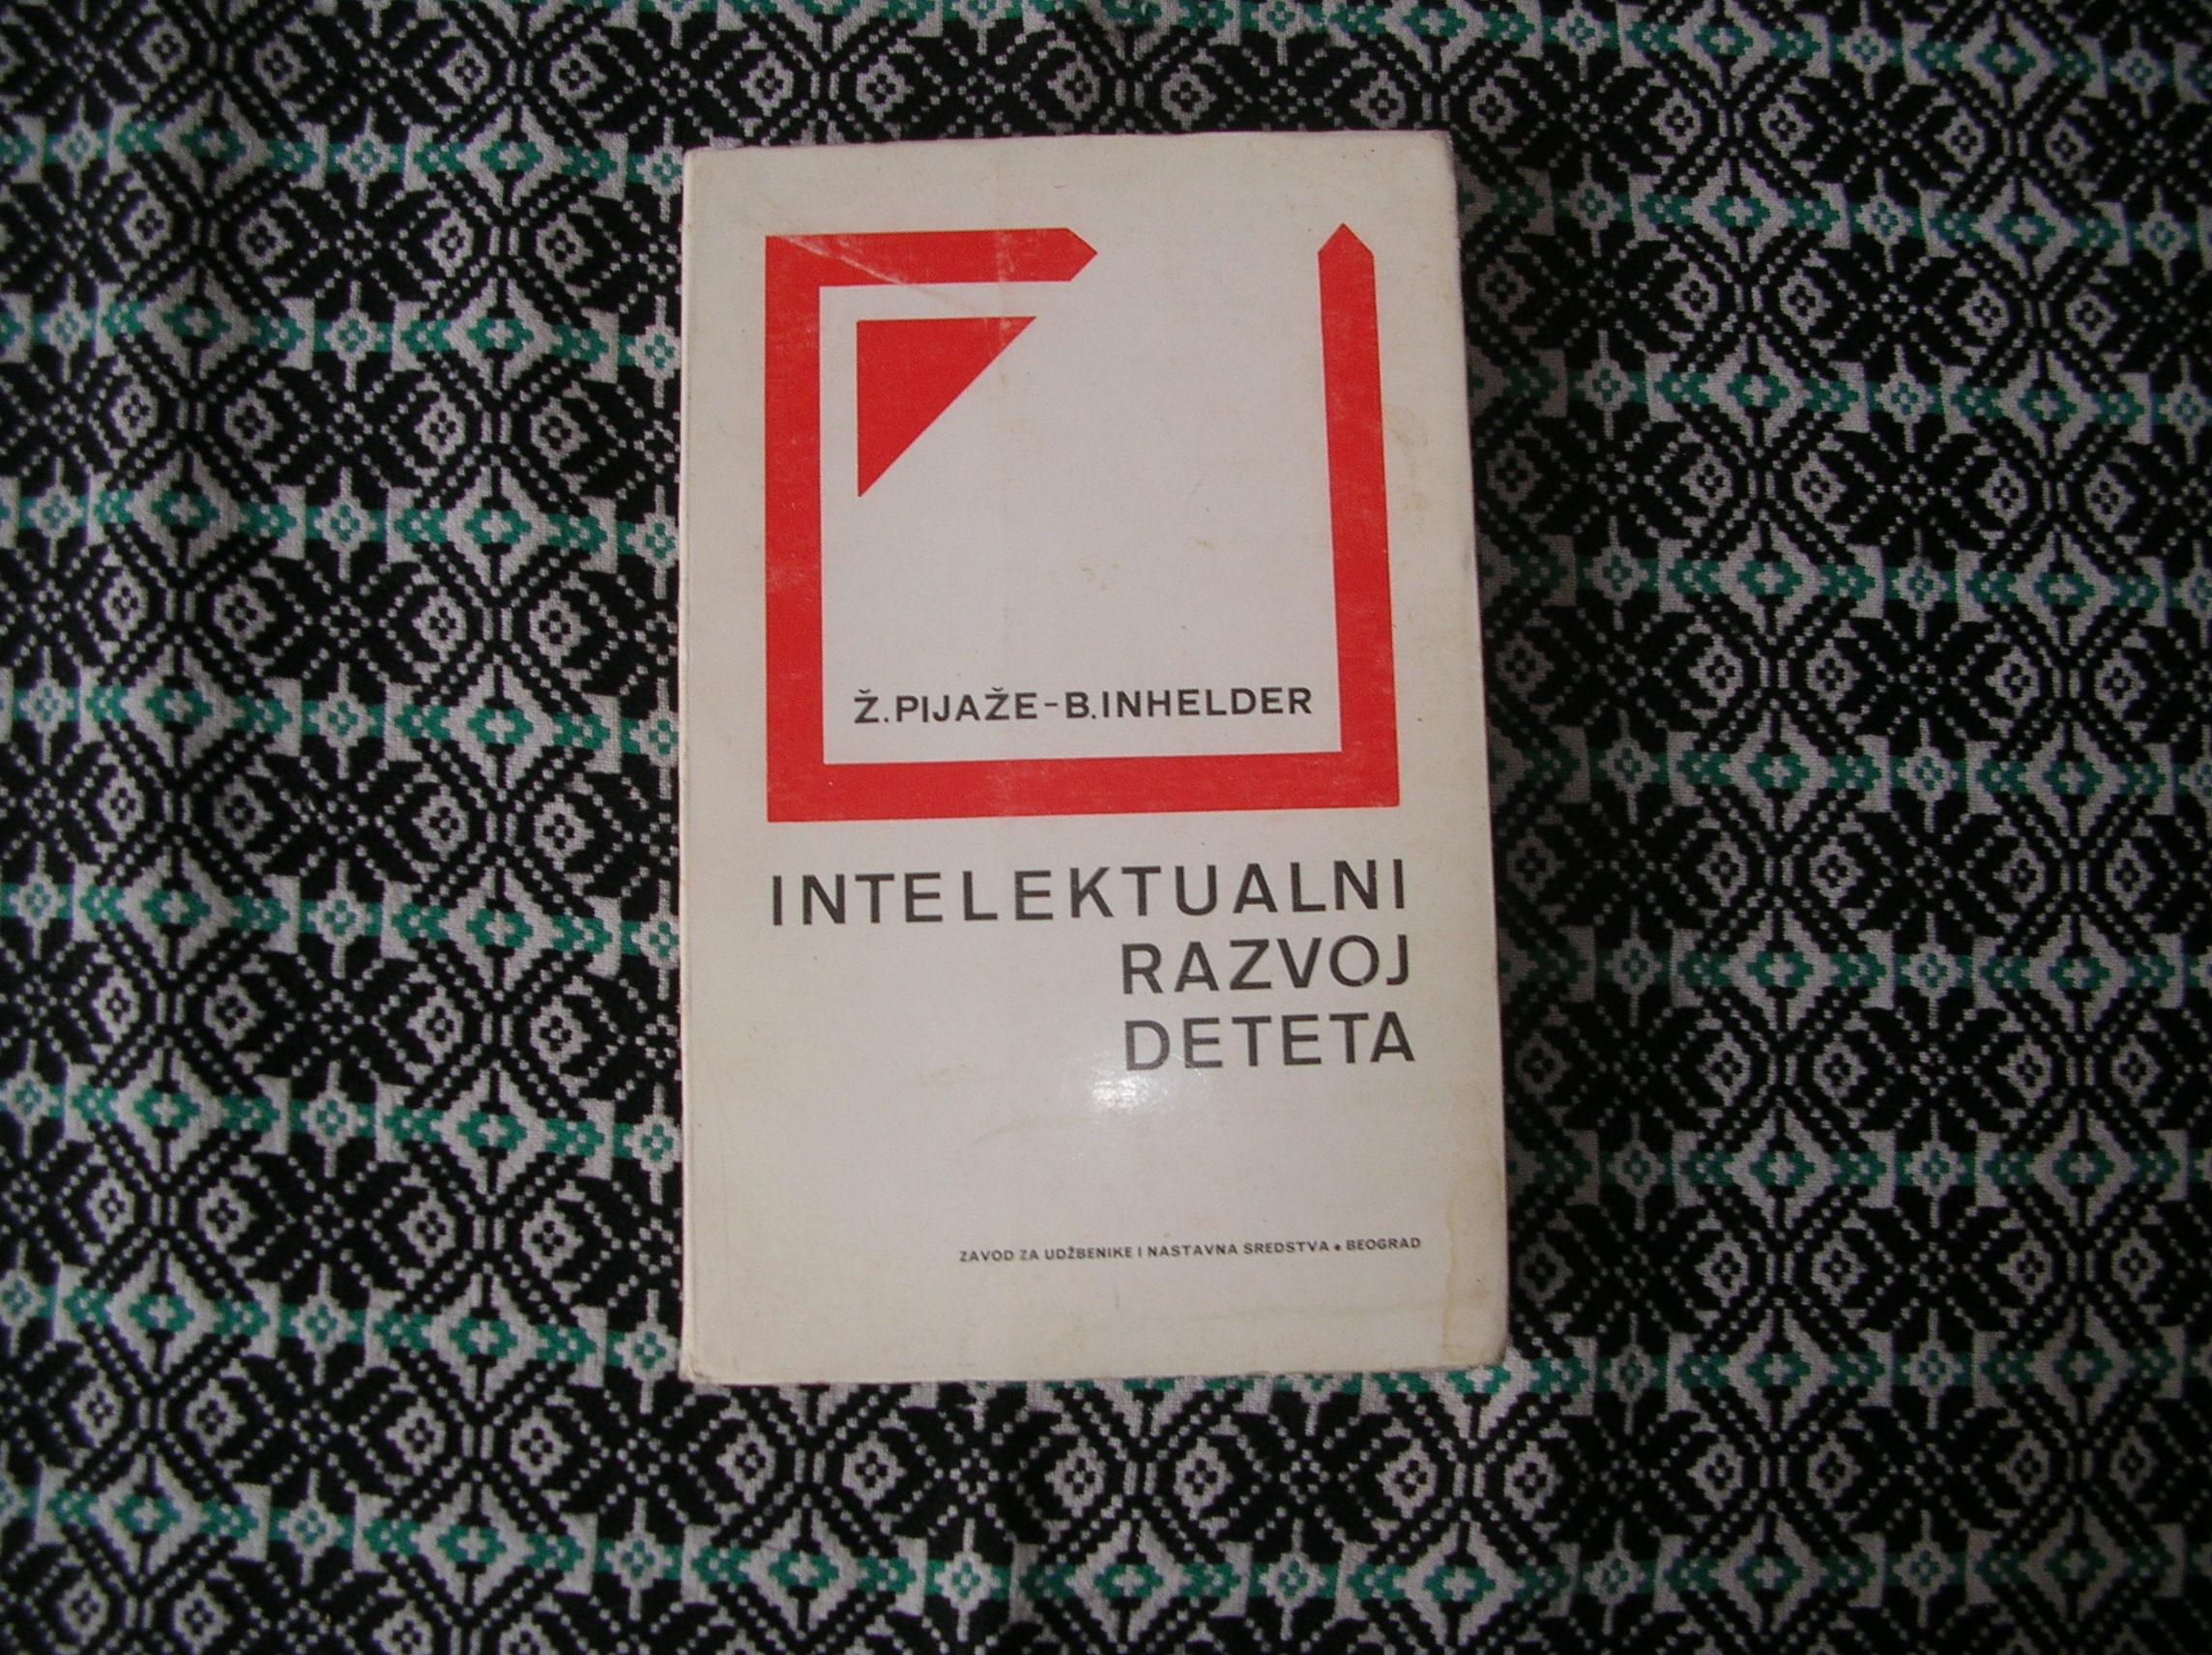 Ž.PIJAŽE-B.INHELDER
INTELEKTUALNI
RAZVOJ
DETETA
ZAVOD ZA UDŽBENIKE I NASTAVNA SREDSTVA • BEOGRAD